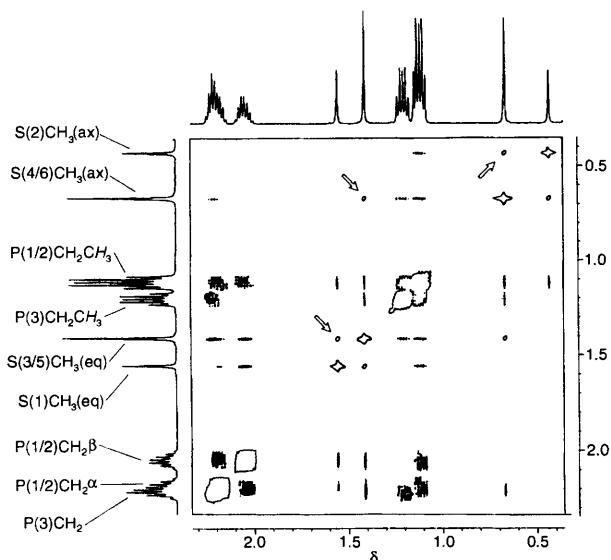 S(2)CH₃(ax)
S(4/6)CH₃(ax)
P(1/2)CH₂CH₃
P(3)CH₂CH₃
S(3/5)CH₃(eq)
S(1)CH₃(eq)
P(1/2)CH₂β
P(1/2)CH₂α
P(3)CH₂
0.5
1.0
1.5
2.0
2.0 1.5 1.0 0.5
δ